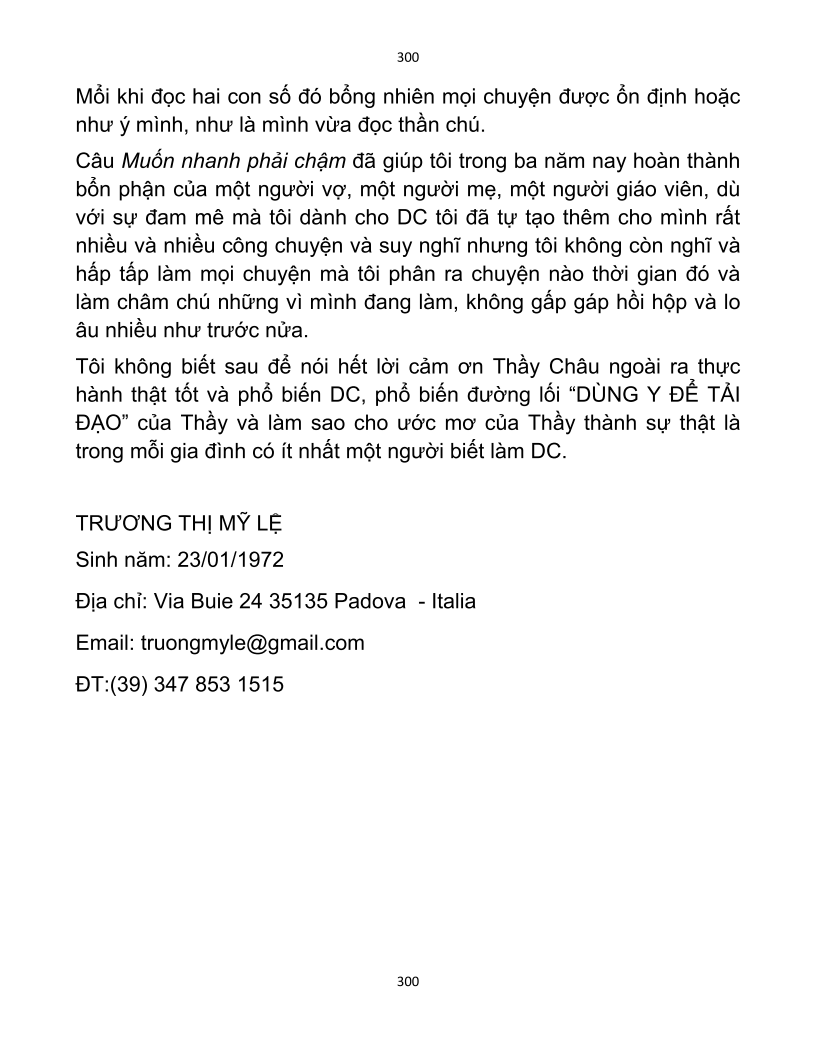 300
Mổi khi đọc hai con số đó bổng nhiên mọi chuyện được ổn định hoặc
như ý mình, như là mình vừa đọc thần chú.
Câu Muốn nhanh phải chậm đã giúp tôi trong ba năm nay hoàn thành
bổn phận của một người vợ, một người mẹ, một người giáo viên, dù
với sự đam mê mà tôi dành cho DC tôi đã tự tạo thêm cho mình rất
nhiều và nhiều công chuyện và suy nghĩ nhưng tôi không còn nghĩ và
hấp tấp làm mọi chuyện mà tôi phân ra chuyện nào thời gian đó và
làm châm chú những vì mình đang làm, không gấp gáp hồi hộp và lo
âu nhiều như trước nửa.
Tôi không biết sau để nói hết lời cảm ơn Thầy Châu ngoài ra thực
hành thật tốt và phổ biến DC, phổ biến đường lối “DÙNG Y ĐỂ TẢI
ĐẠO” của Thầy và làm sao cho ước mơ của Thầy thành sự thật là
trong mỗi gia đình có ít nhất một người biết làm DC.
TRƯƠNG THỊ MỸ LỆ
Sinh năm: 23/01/1972
Địa chỉ: Via Buie 24 35135 Padova - Italia
Email: truongmyle@gmail.com
ĐT:(39) 347 853 1515
300